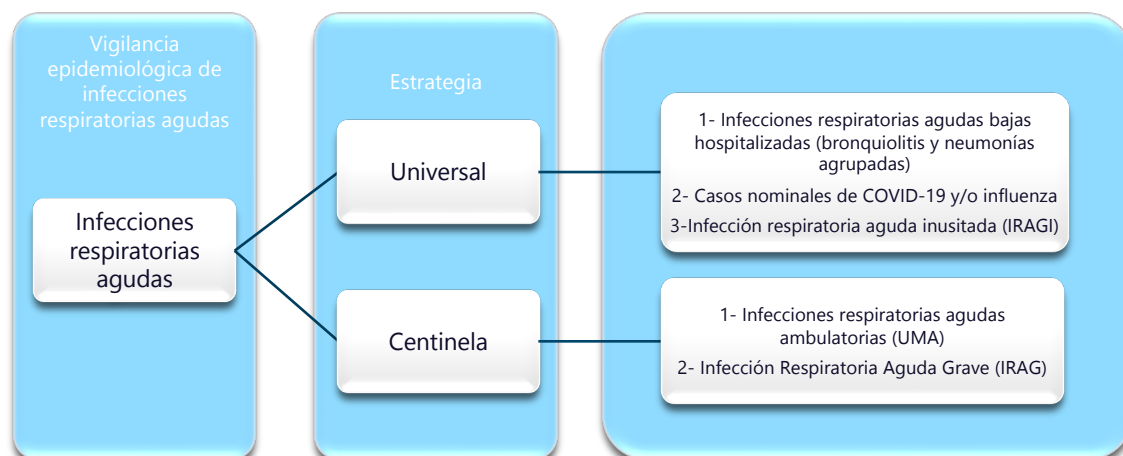 Vigilancia
epidemiológica de
infecciones
respiratorias agudas
Infecciones
respiratorias
agudas
Estrategia
Universal
Centinela
1- Infecciones respiratorias agudas bajas
hospitalizadas (bronquiolitis y neumonías
agrupadas)
2- Casos nominales de COVID-19 y/o influenza
3-Infección respiratoria aguda inusitada (IRAGI)
1- Infecciones respiratorias agudas
ambulatorias (UMA)
2- Infección Respiratoria Aguda Grave (IRAG)